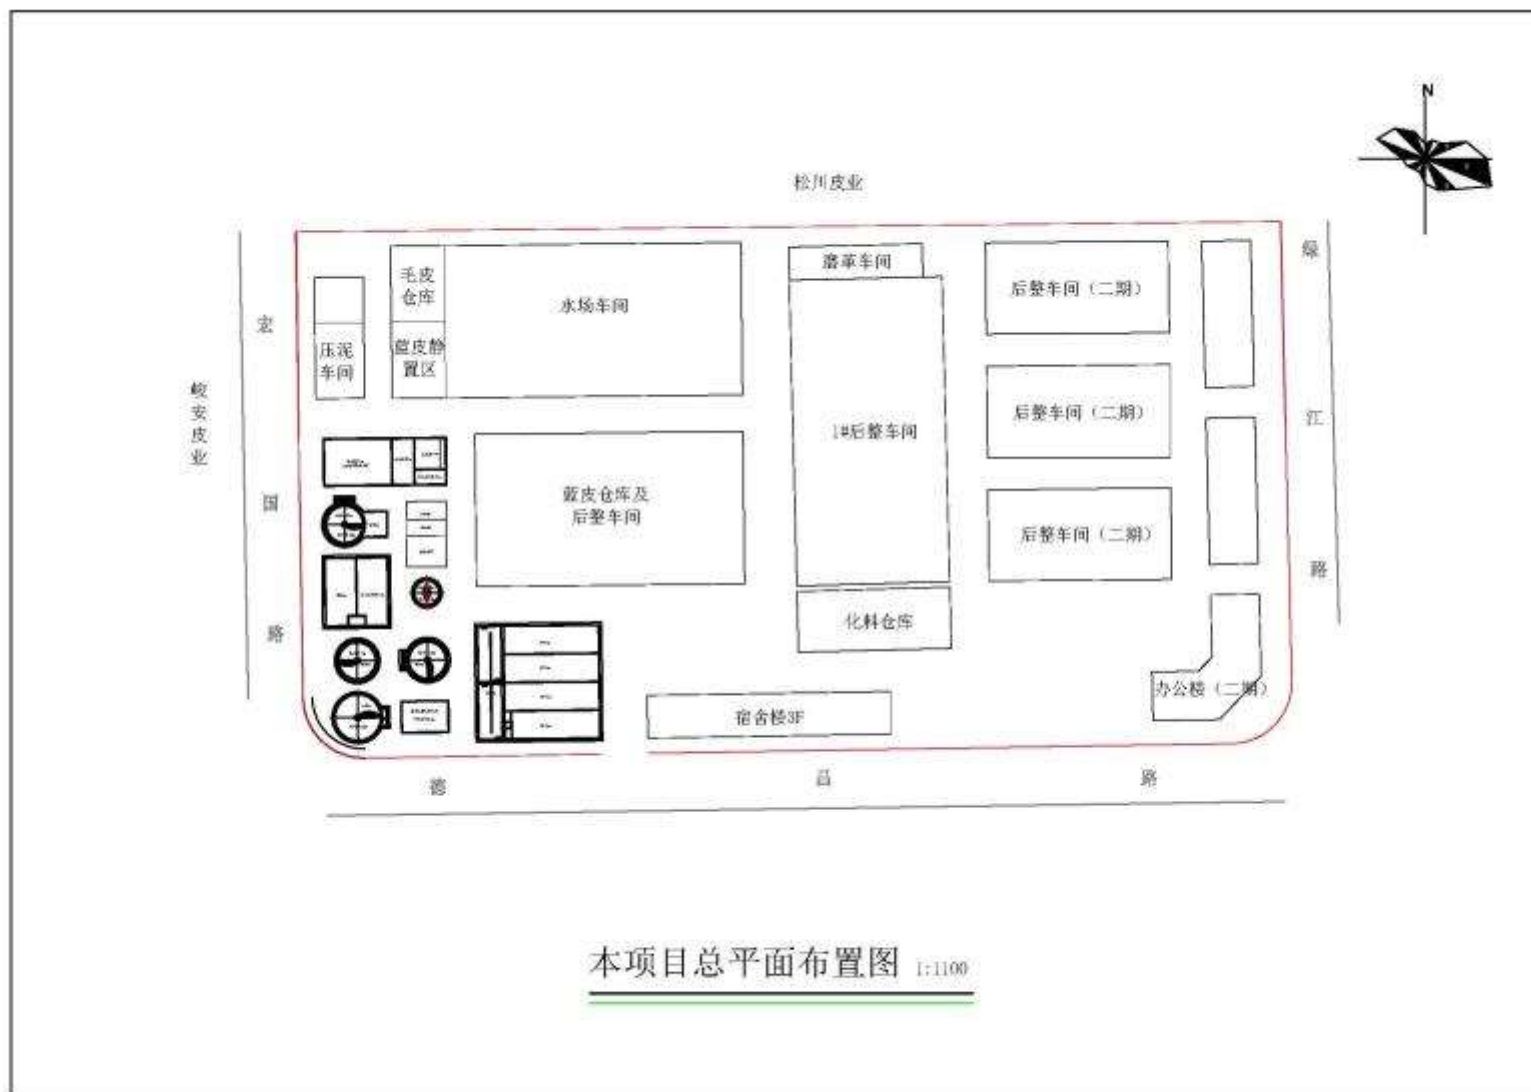 N
松川皮业
绿江路
宏国路
峻安皮业
毛皮
仓库
水场车间
磨革车间
后整车间（二期）
压泥
车间
蓝皮静
置区
1#后整车间
后整车间（二期）
蓝皮仓库及
后整车间
后整车间（二期）
化料仓库
办公楼（二期）
宿舍楼3F
德昌路
本项目总平面布置图 1:1100